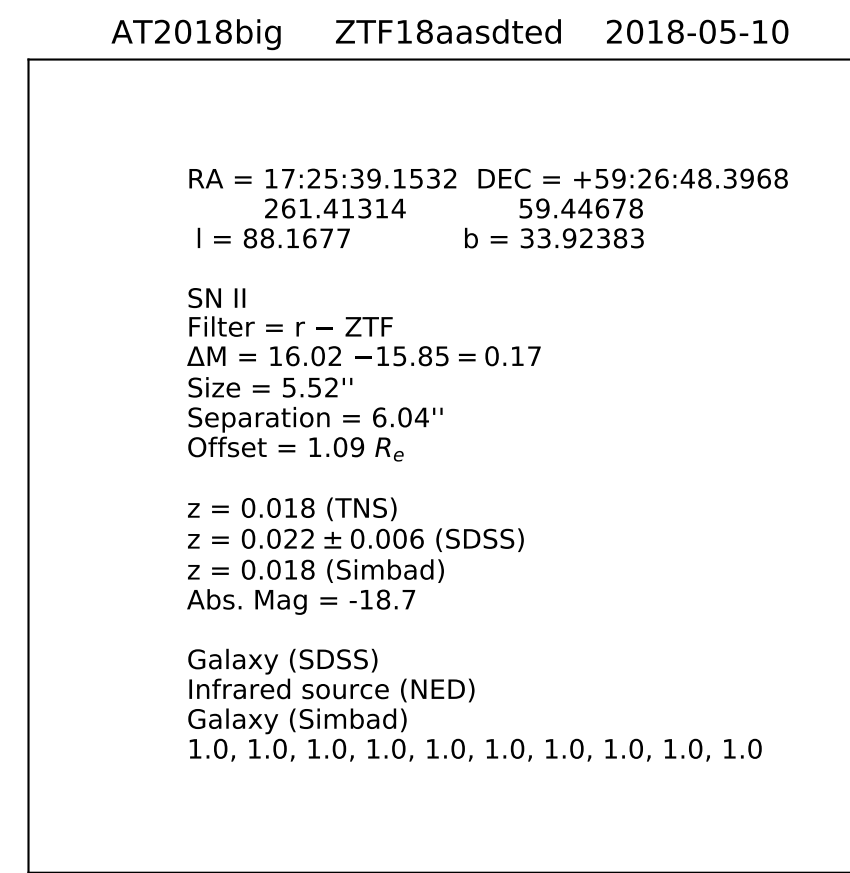 AT2018big ZTF18aasdted 2018-05-10
RA = 17:25:39.1532 DEC = +59:26:48.3968
261.41314 59.44678
l = 88.1677 b = 33.92383
SN II
Filter = r − ZTF
ΔM = 16.02 −15.85 = 0.17
Size = 5.52''
Separation = 6.04''
Offset = 1.09 Rₑ
z = 0.018 (TNS)
z = 0.022 ± 0.006 (SDSS)
z = 0.018 (Simbad)
Abs. Mag = -18.7
Galaxy (SDSS)
Infrared source (NED)
Galaxy (Simbad)
1.0, 1.0, 1.0, 1.0, 1.0, 1.0, 1.0, 1.0, 1.0, 1.0